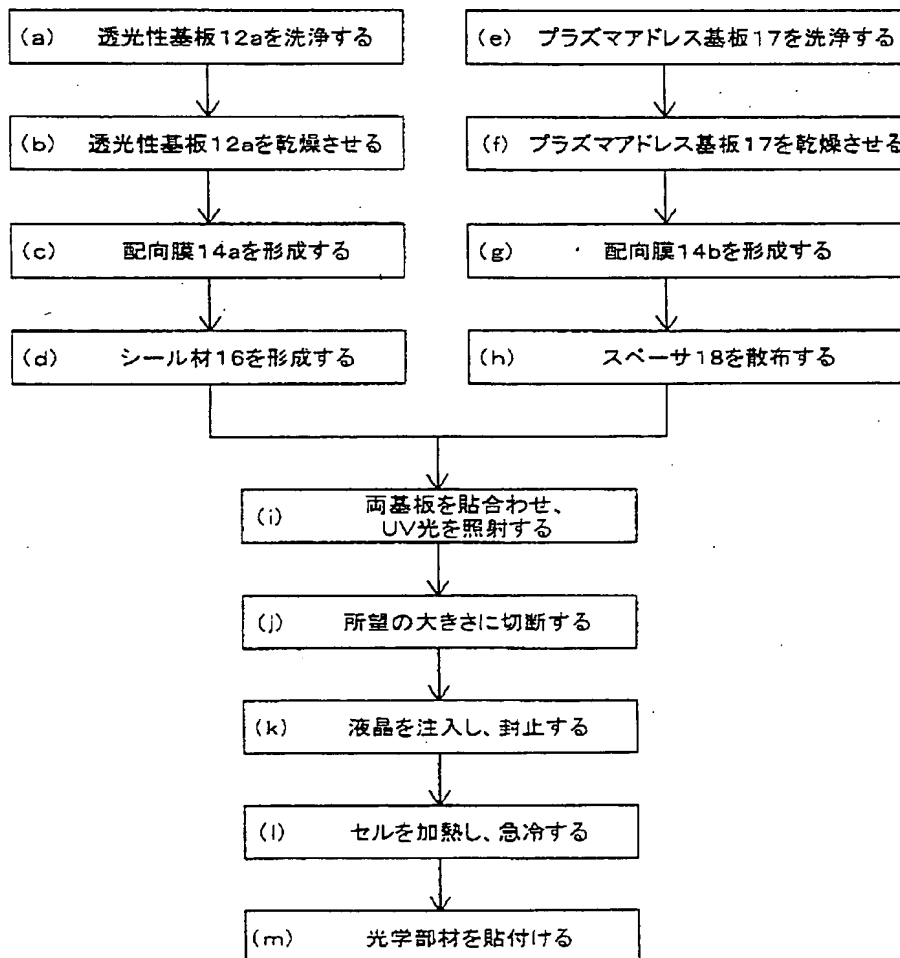 (a) 透光性基板12aを洗浄する
(b) 透光性基板12aを乾燥させる
(c) 配向膜14aを形成する
(d) シール材16を形成する
(e) プラズマアドレス基板17を洗浄する
(f) プラズマアドレス基板17を乾燥させる
(g) 配向膜14bを形成する
(h) スペーサ18を散布する
(i) 両基板を貼合わせ、
UV光を照射する
(j) 所望の大きさに切断する
(k) 液晶を注入し、封止する
(l) セルを加熱し、急冷する
(m) 光学部材を貼付ける